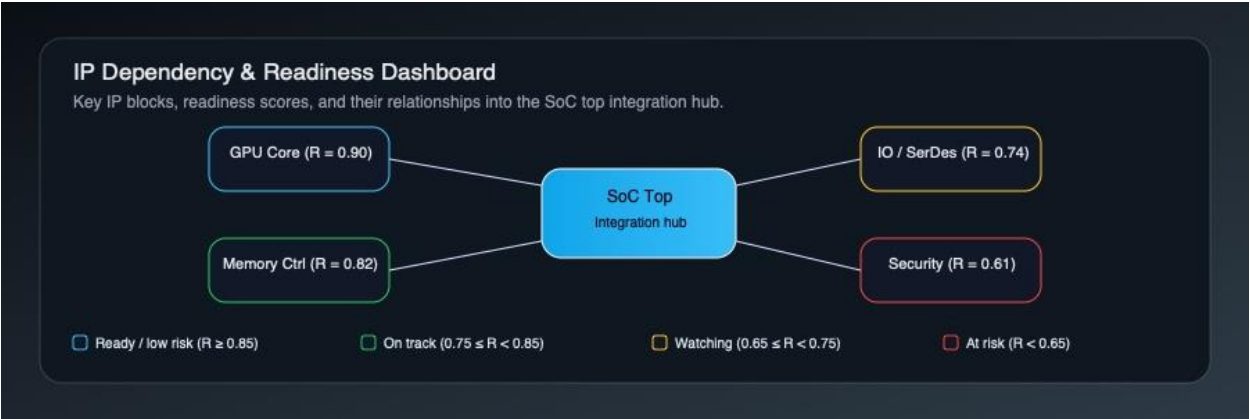 IP Dependency & Readiness Dashboard
Key IP blocks, readiness scores, and their relationships into the SoC top integration hub.
GPU Core (R = 0.90)
IO / SerDes (R = 0.74)
SoC Top
Integration hub
Memory Ctrl (R = 0.82)
Security (R = 0.61)
Ready / low risk (R ≥ 0.85)
On track (0.75 ≤ R < 0.85)
Watching (0.65 ≤ R < 0.75)
At risk (R < 0.65)